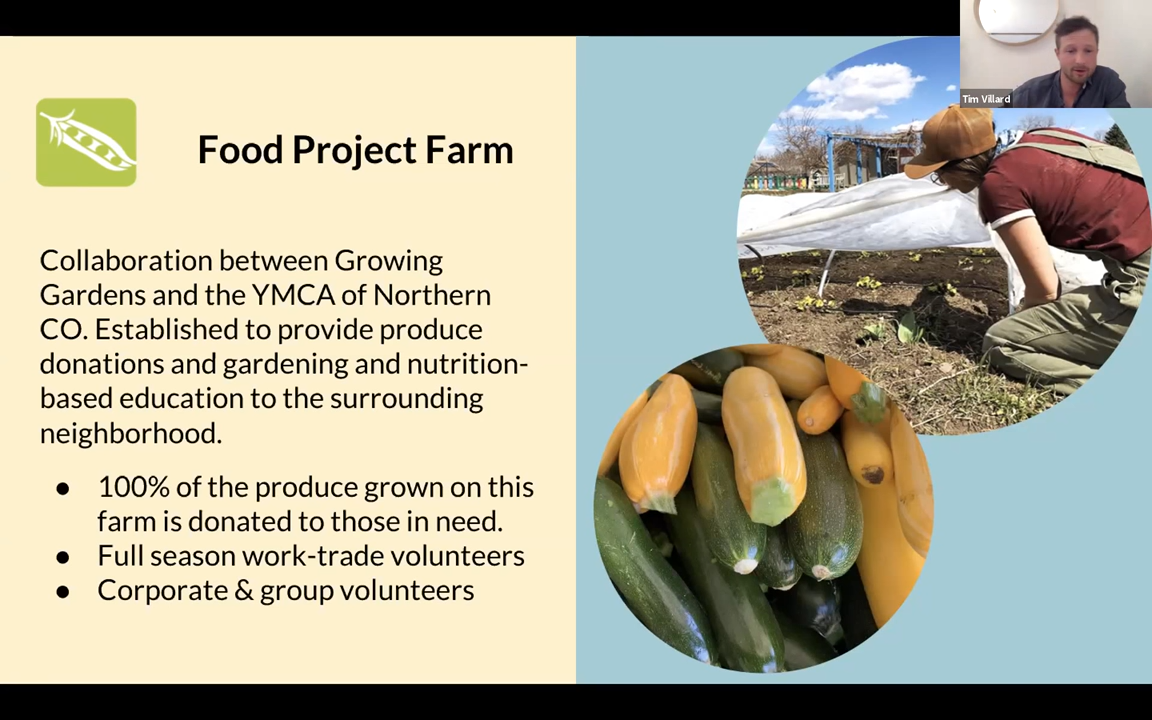 Tim Villard
Food Project Farm
Collaboration between Growing
Gardens and the YMCA of Northern
CO. Established to provide produce
donations and gardening and nutrition-
based education to the surrounding
neighborhood.
● 100% of the produce grown on this
farm is donated to those in need.
● Full season work-trade volunteers
● Corporate & group volunteers